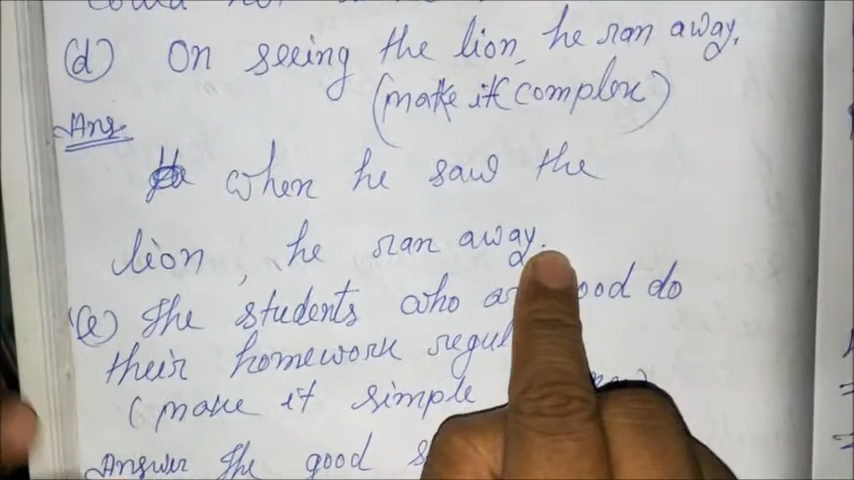 (d) On seeing the lion, he ran away.
(make it complex)
Ans
when he saw the
lion, he ran away.
(e) The students who good do
their homework
(make it simple
Answer The good